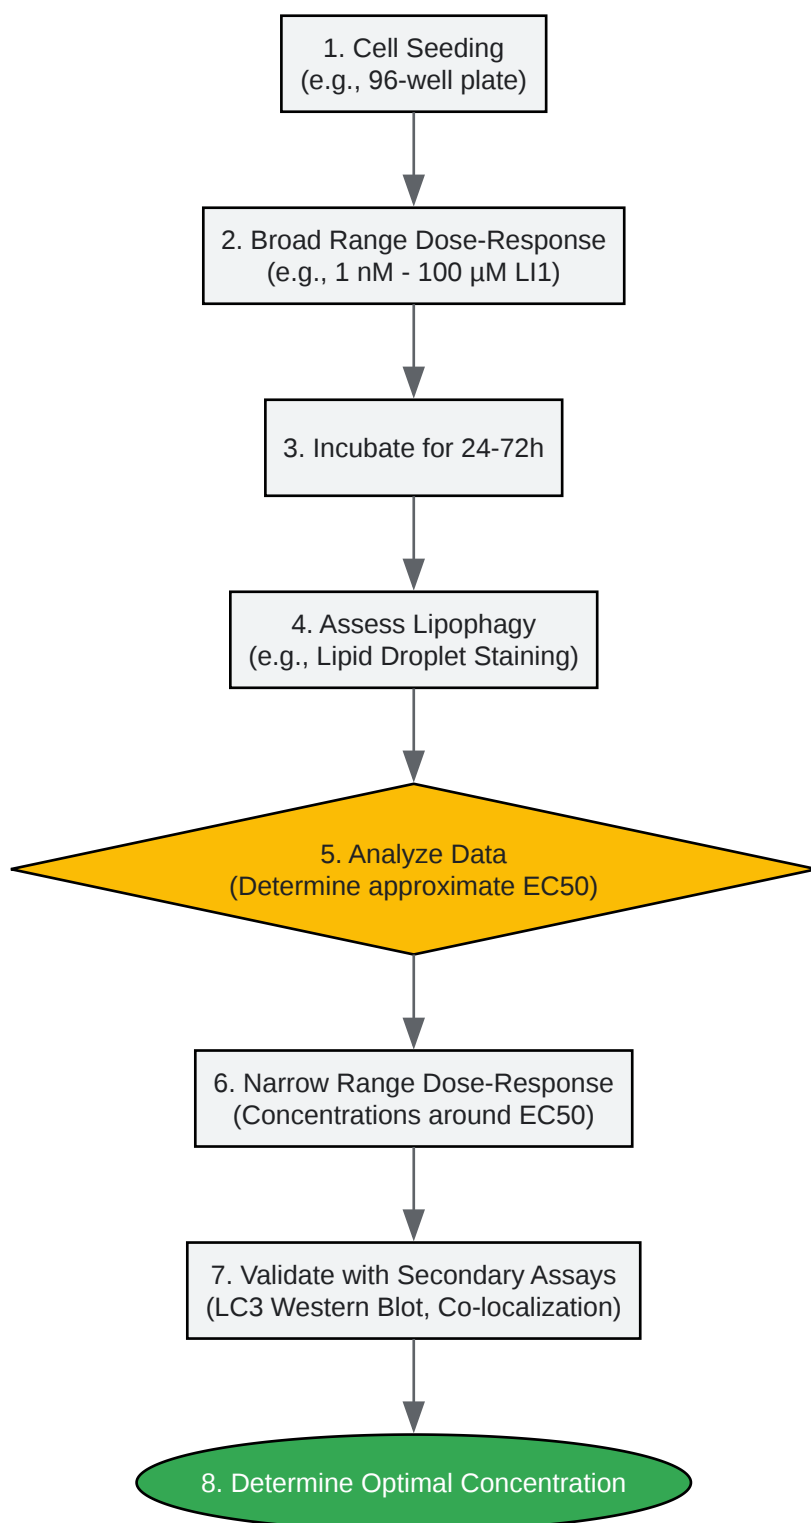 1. Cell Seeding
(e.g., 96-well plate)
2. Broad Range Dose-Response
(e.g., 1 nM - 100 µM LI1)
3. Incubate for 24-72h
4. Assess Lipophagy
(e.g., Lipid Droplet Staining)
5. Analyze Data
(Determine approximate EC50)
6. Narrow Range Dose-Response
(Concentrations around EC50)
7. Validate with Secondary Assays
(LC3 Western Blot, Co-localization)
8. Determine Optimal Concentration